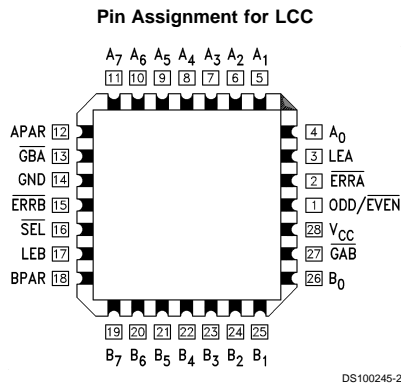 Pin Assignment for LCC
A7 A6 A5 A4 A3 A2 A1
11 10 9 8 7 6 5
APAR 12 4 A0
GBA 13 3 LEA
GND 14 2 ERRA
ERRB 15 1 ODD/EVEN
SEL 16 28 VCC
LEB 17 27 GAB
BPAR 18 26 B0
19 20 21 22 23 24 25
B7 B6 B5 B4 B3 B2 B1
DS100245-2